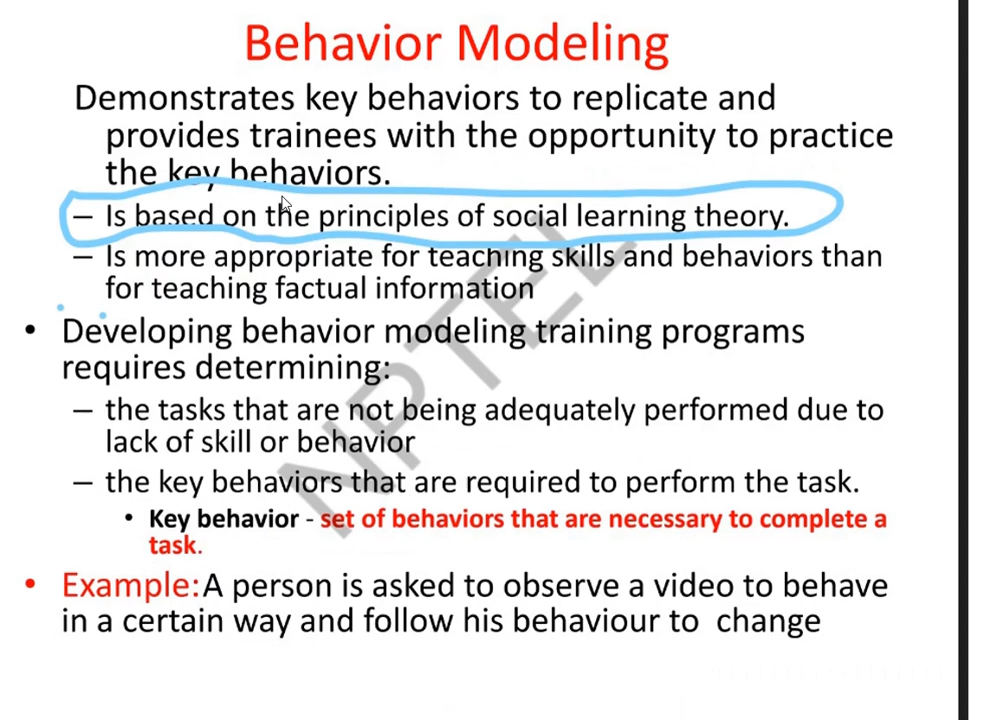 Behavior Modeling
Demonstrates key behaviors to replicate and
provides trainees with the opportunity to practice
the key behaviors.
– Is based on the principles of social learning theory.
– Is more appropriate for teaching skills and behaviors than
for teaching factual information
• Developing behavior modeling training programs
requires determining:
– the tasks that are not being adequately performed due to
lack of skill or behavior
– the key behaviors that are required to perform the task.
• Key behavior - set of behaviors that are necessary to complete a
task.
• Example: A person is asked to observe a video to behave
in a certain way and follow his behaviour to change
NPTEL